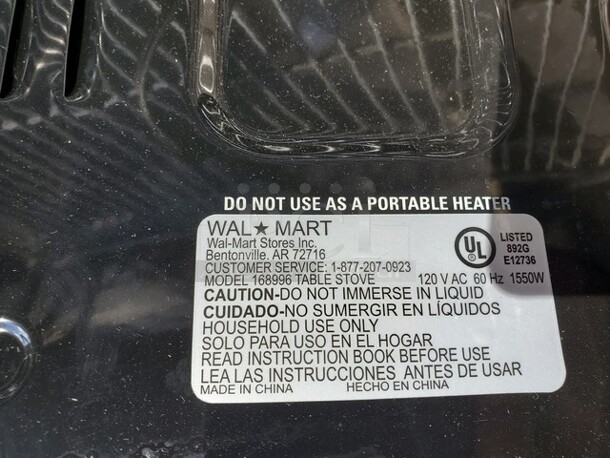 DO NOT USE AS A PORTABLE HEATER
WAL★MART
Wal-Mart Stores Inc.
Bentonville, AR 72716
CUSTOMER SERVICE: 1-877-207-0923
MODEL 168996 TABLE STOVE 120 V AC 60 Hz 1550W
UL LISTED
892G
E12736
CAUTION-DO NOT IMMERSE IN LIQUID
CUIDADO-NO SUMERGIR EN LÍQUIDOS
HOUSEHOLD USE ONLY
SOLO PARA USO EN EL HOGAR
READ INSTRUCTION BOOK BEFORE USE
LEA LAS INSTRUCCIONES ANTES DE USAR
MADE IN CHINA HECHO EN CHINA